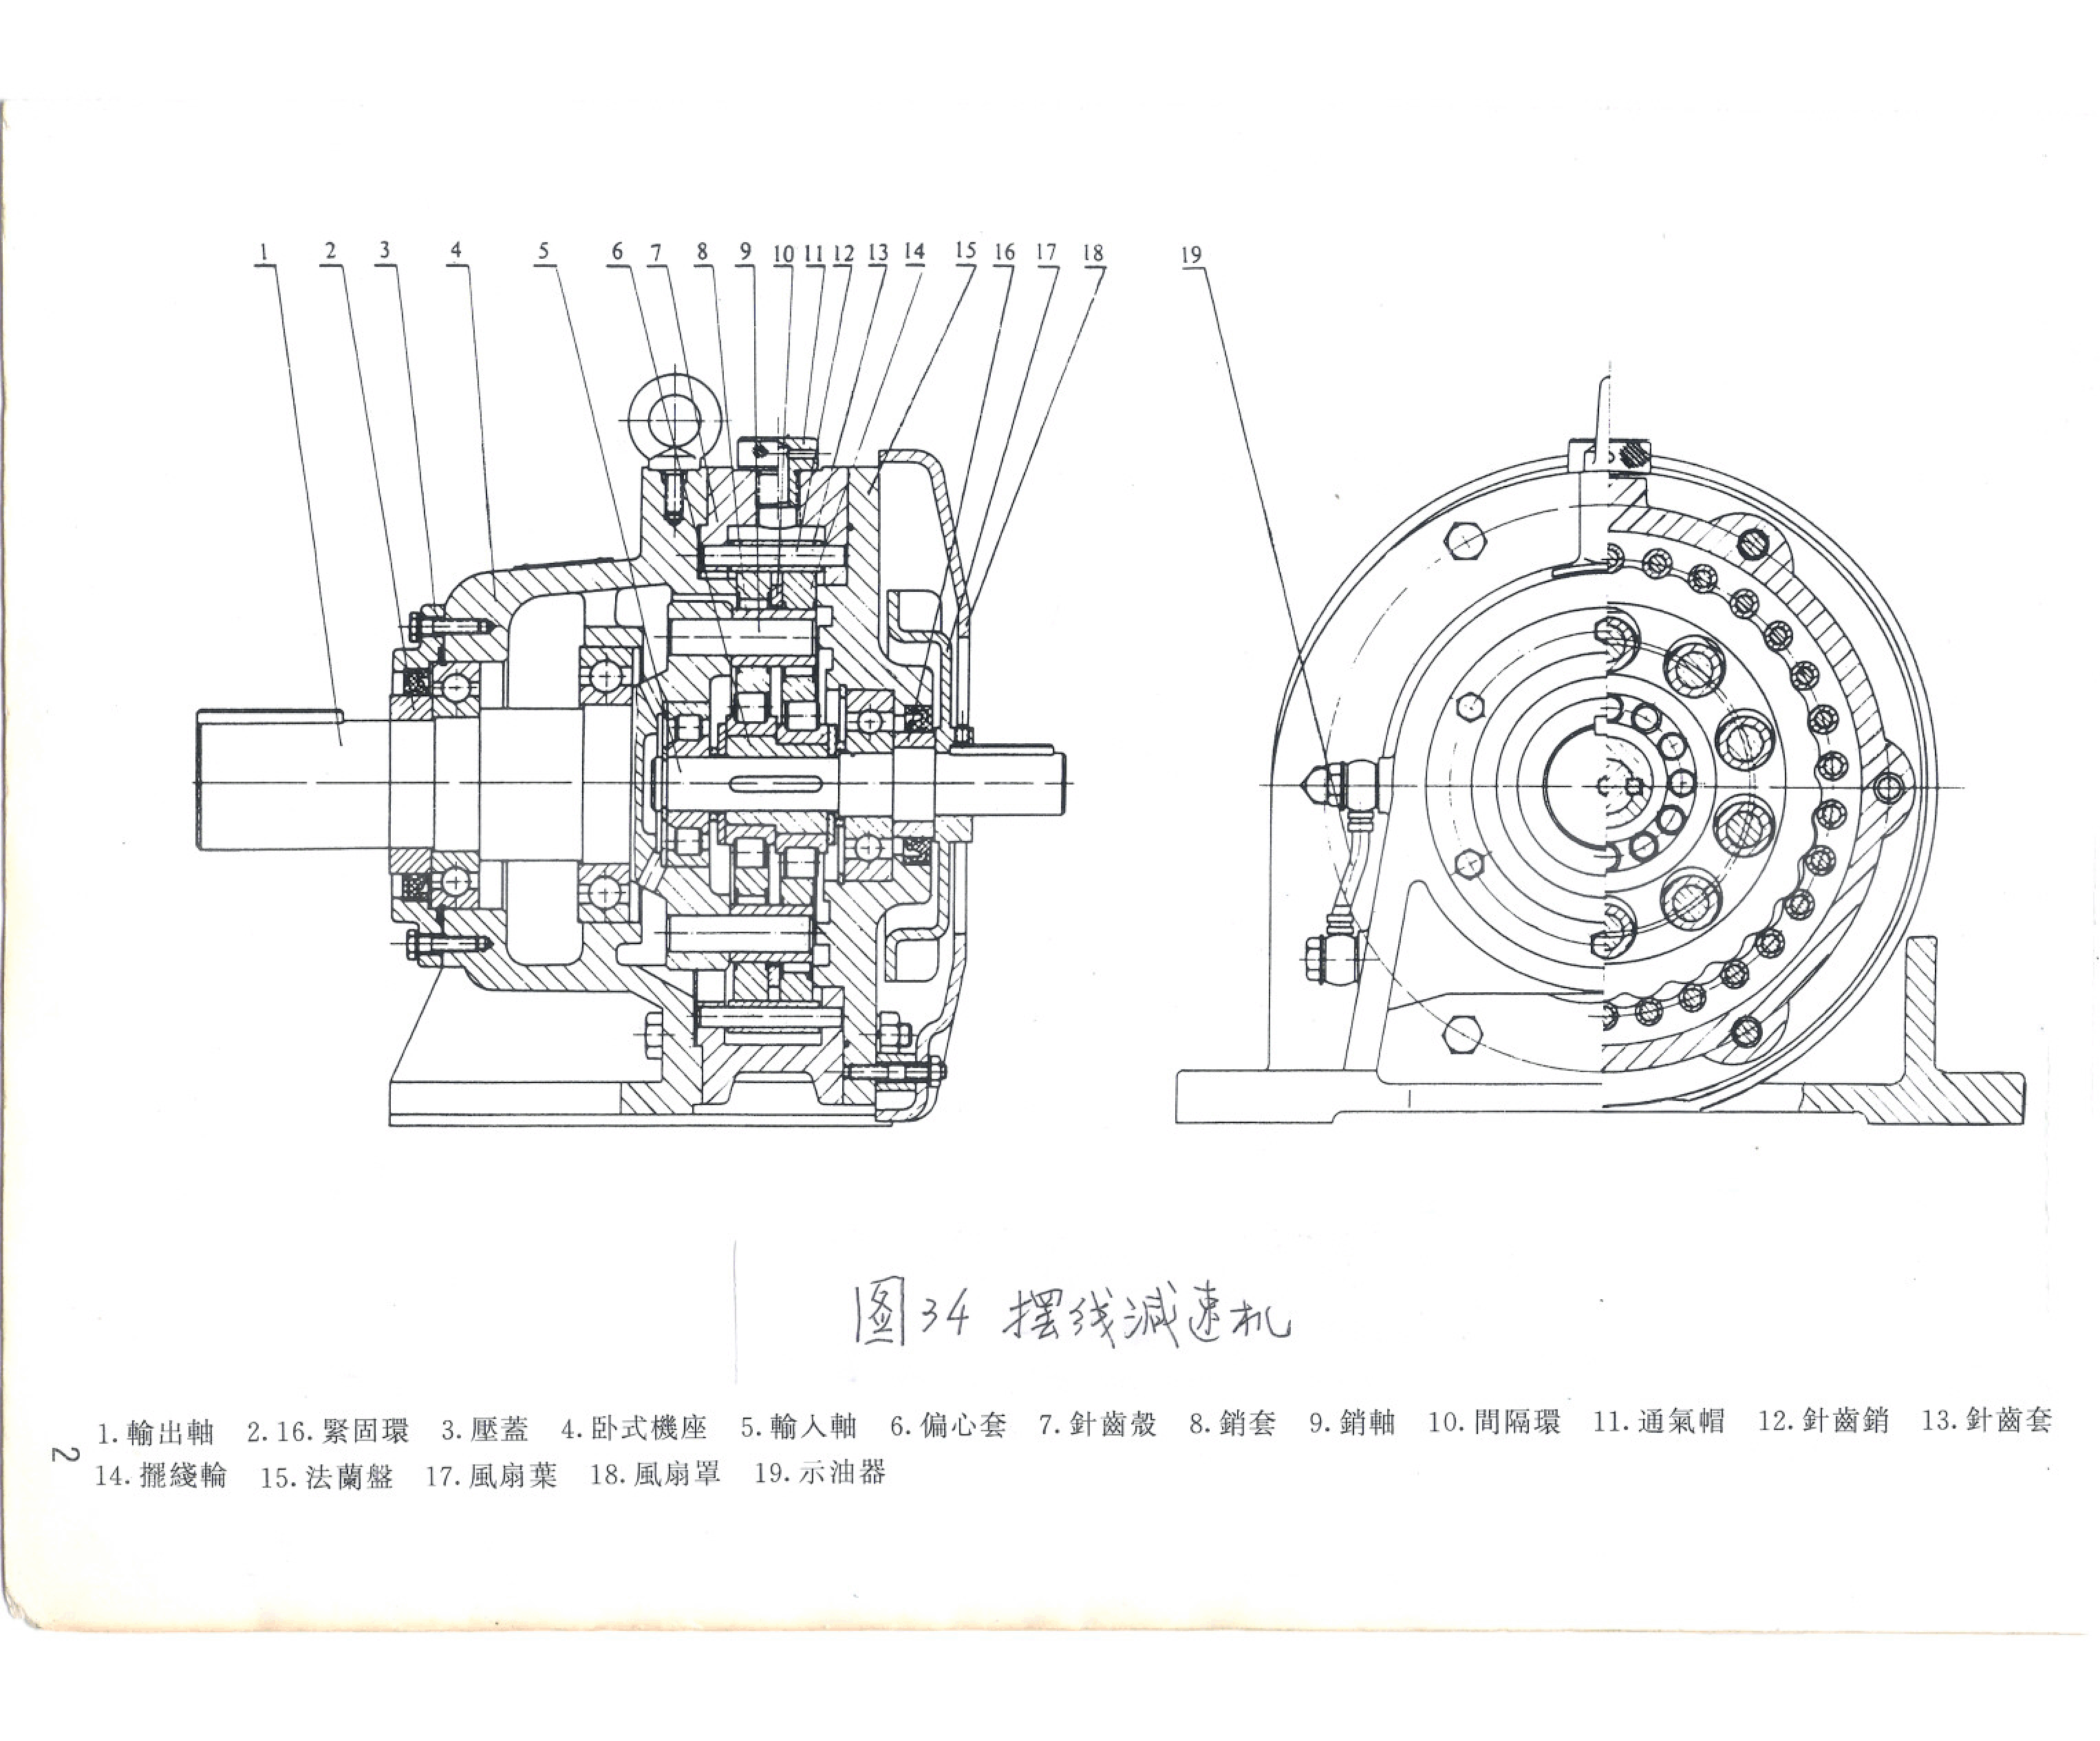 1 2 3 4 5 6 7 8 9 10 11 12 13 14 15 16 17 18 19
图34 摆线減速机
1.輸出軸 2.16.緊固環 3.壓蓋 4.卧式機座 5.輸入軸 6.偏心套 7.針齒殼 8.銷套 9.銷軸 10.間隔環 11.通氣帽 12.針齒銷 13.針齒套
14.擺綫輪 15.法蘭盤 17.風扇葉 18.風扇罩 19.示油器
2